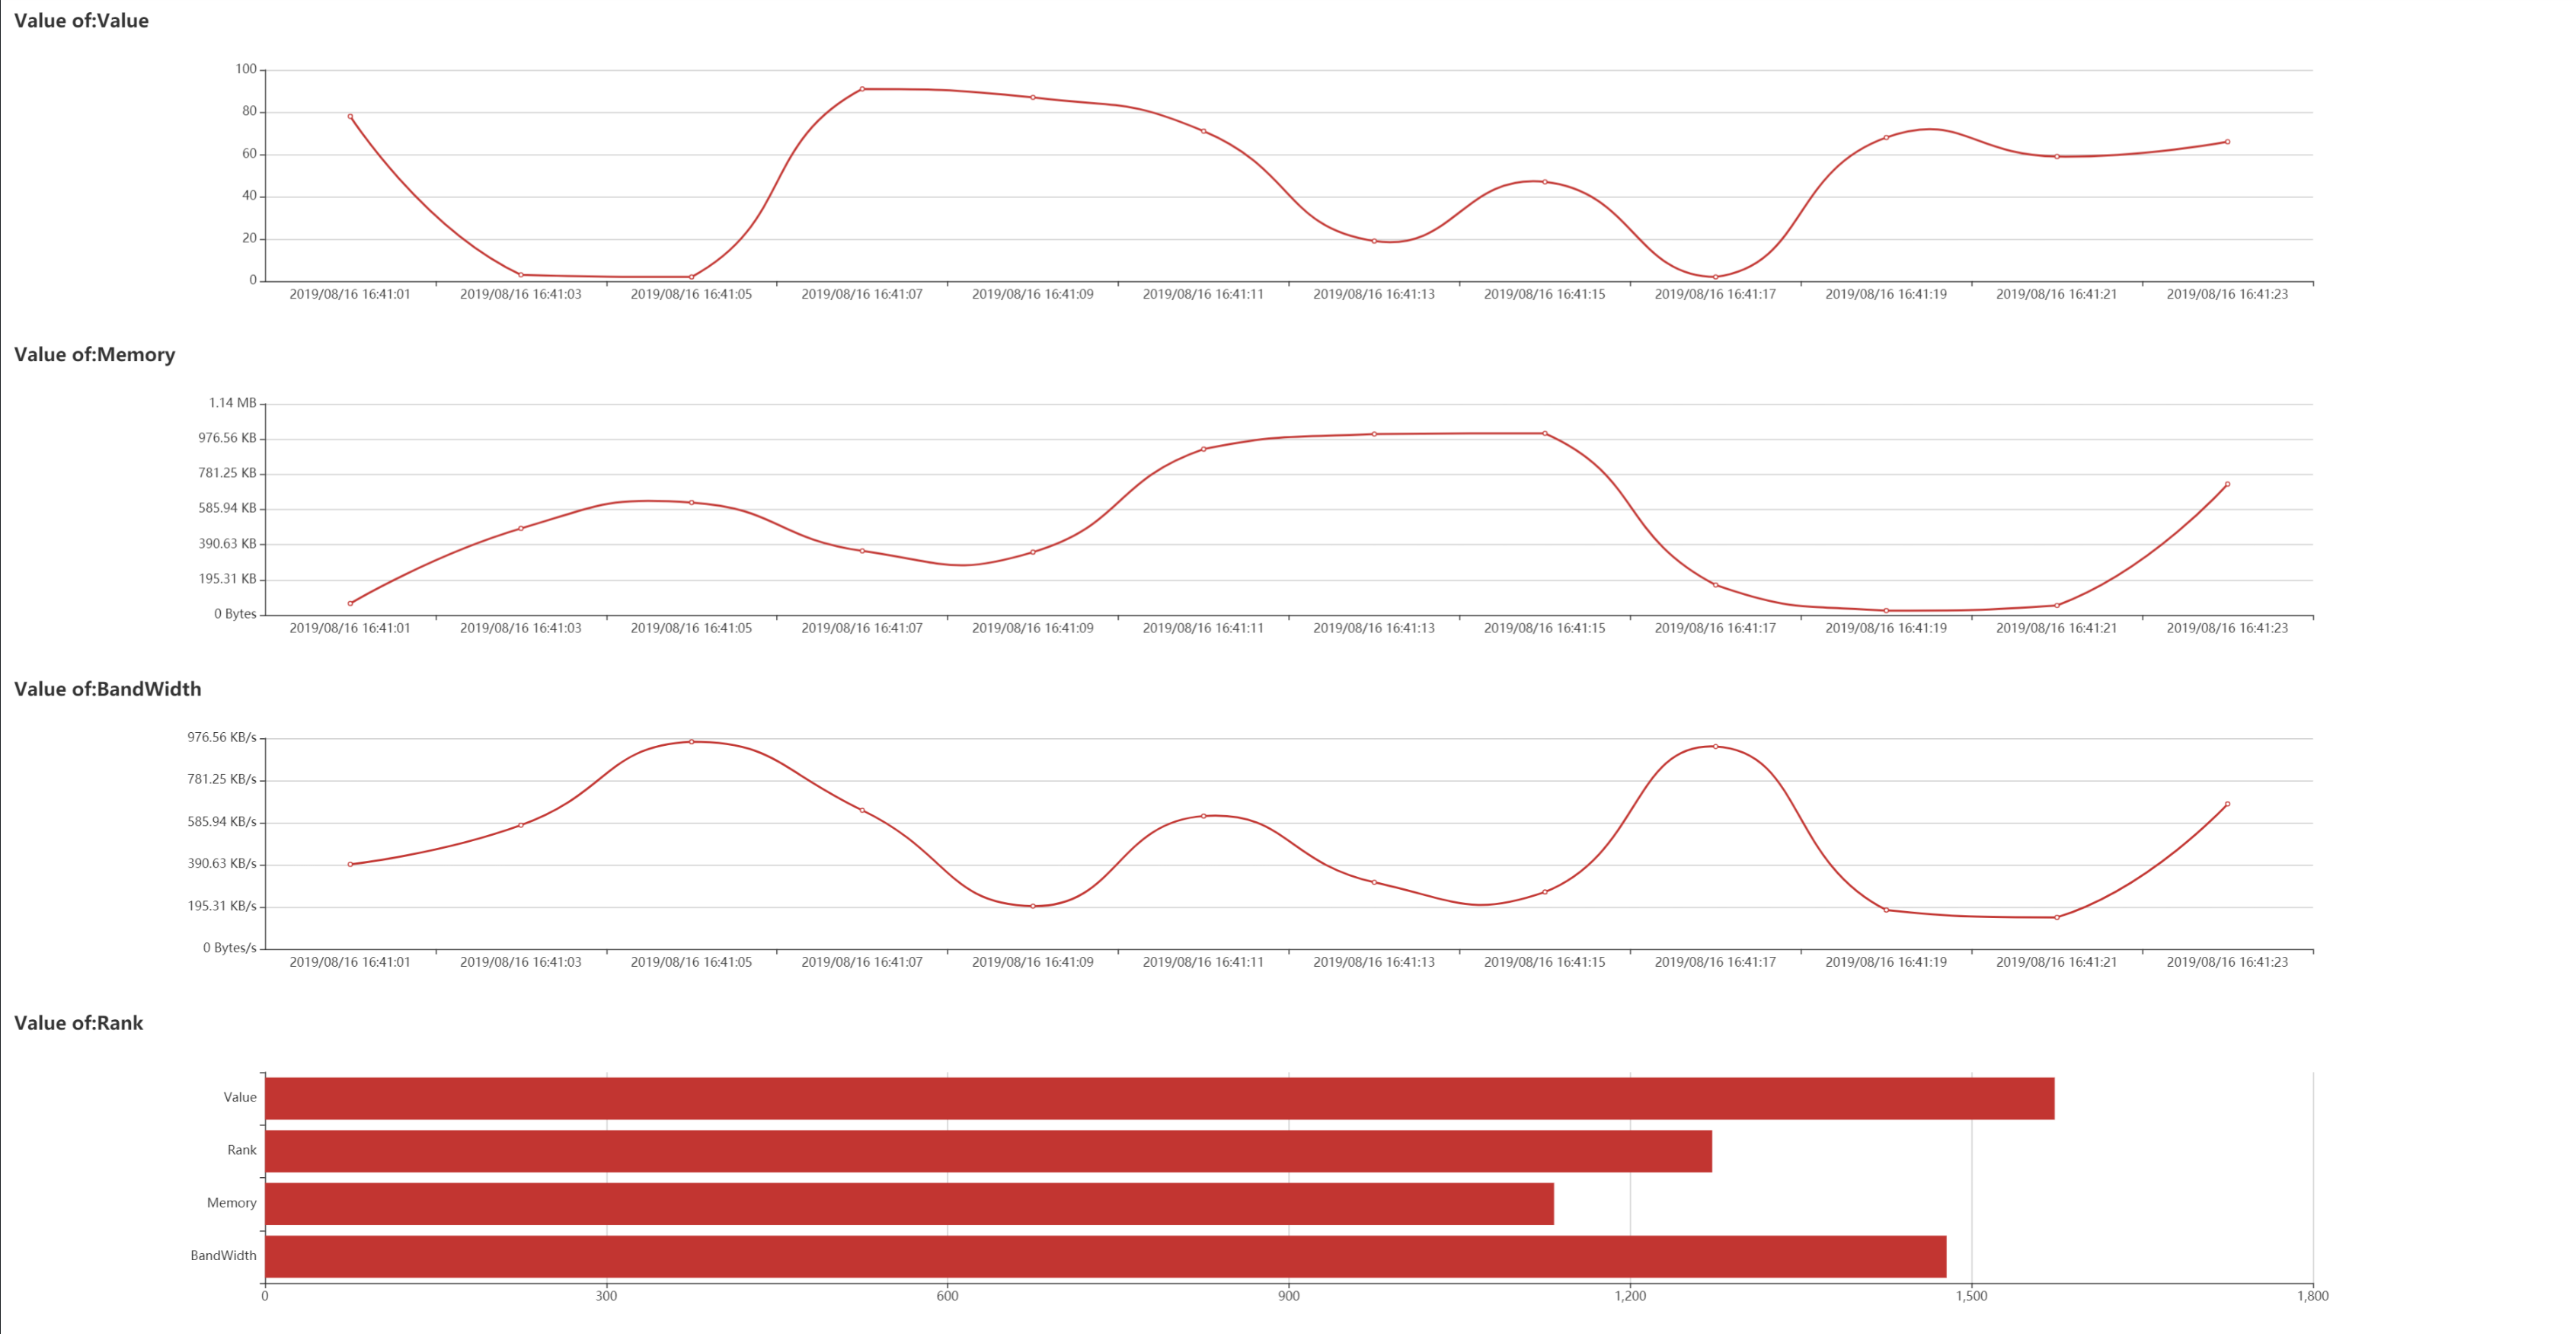 Value of:Value
100
80
60
40
20
0
2019/08/16 16:41:01 2019/08/16 16:41:03 2019/08/16 16:41:05 2019/08/16 16:41:07 2019/08/16 16:41:09 2019/08/16 16:41:11 2019/08/16 16:41:13 2019/08/16 16:41:15 2019/08/16 16:41:17 2019/08/16 16:41:19 2019/08/16 16:41:21 2019/08/16 16:41:23
Value of:Memory
1.14 MB
976.56 KB
781.25 KB
585.94 KB
390.63 KB
195.31 KB
0 Bytes
2019/08/16 16:41:01 2019/08/16 16:41:03 2019/08/16 16:41:05 2019/08/16 16:41:07 2019/08/16 16:41:09 2019/08/16 16:41:11 2019/08/16 16:41:13 2019/08/16 16:41:15 2019/08/16 16:41:17 2019/08/16 16:41:19 2019/08/16 16:41:21 2019/08/16 16:41:23
Value of:BandWidth
976.56 KB/s
781.25 KB/s
585.94 KB/s
390.63 KB/s
195.31 KB/s
0 Bytes/s
2019/08/16 16:41:01 2019/08/16 16:41:03 2019/08/16 16:41:05 2019/08/16 16:41:07 2019/08/16 16:41:09 2019/08/16 16:41:11 2019/08/16 16:41:13 2019/08/16 16:41:15 2019/08/16 16:41:17 2019/08/16 16:41:19 2019/08/16 16:41:21 2019/08/16 16:41:23
Value of:Rank
Value
Rank
Memory
BandWidth
0 300 600 900 1,200 1,500 1,800